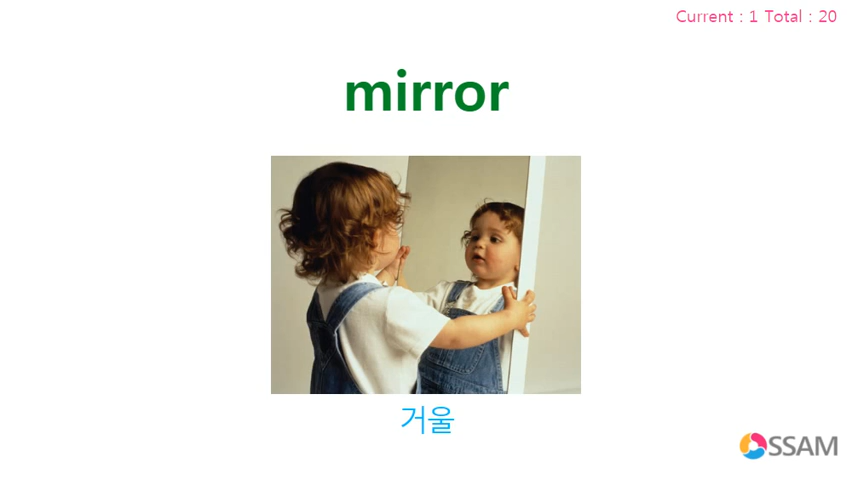 Current : 1 Total : 20
mirror
거울
SSAM